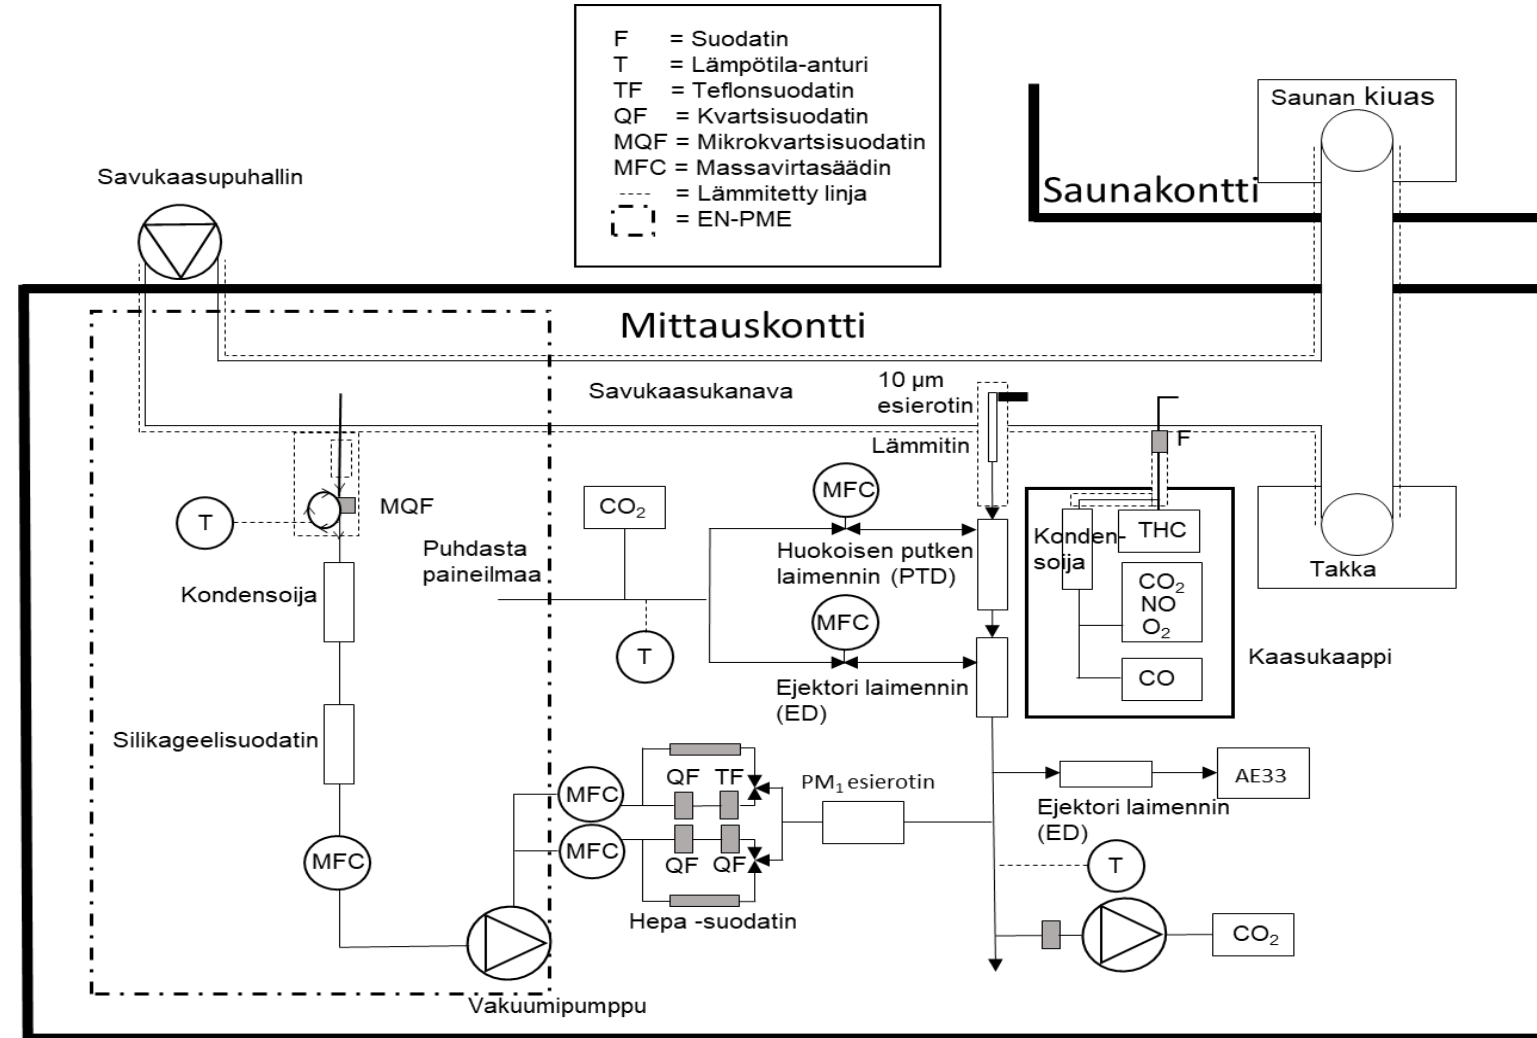 F = Suodatin
T = Lämpötila-anturi
TF = Teflonsuodatin
QF = Kvartsisuodatin
MQF = Mikrokvartsisuodatin
MFC = Massavirtasäädin
= Lämmitetty linja
= EN-PME
Saunan kiuas
Saunakontti
Savukaasupuhallin
Mittauskontti
Savukaasukanava
10 µm
esierotin
Lämmitin
F
MFC
MQF
T
CO₂
Puhdasta
paineilmaa
Huokoisen putken
laimennin (PTD)
Konden-
soija
THC
CO₂
NO
O₂
CO
Takka
Kaasukaappi
Kondensoija
MFC
T
Ejektori laimennin
(ED)
Silikageelisuodatin
MFC
MFC
MFC
QF TF
QF QF
Hepa -suodatin
PM₁ esierotin
AE33
Ejektori laimennin
(ED)
T
CO₂
Vakuumipumppu